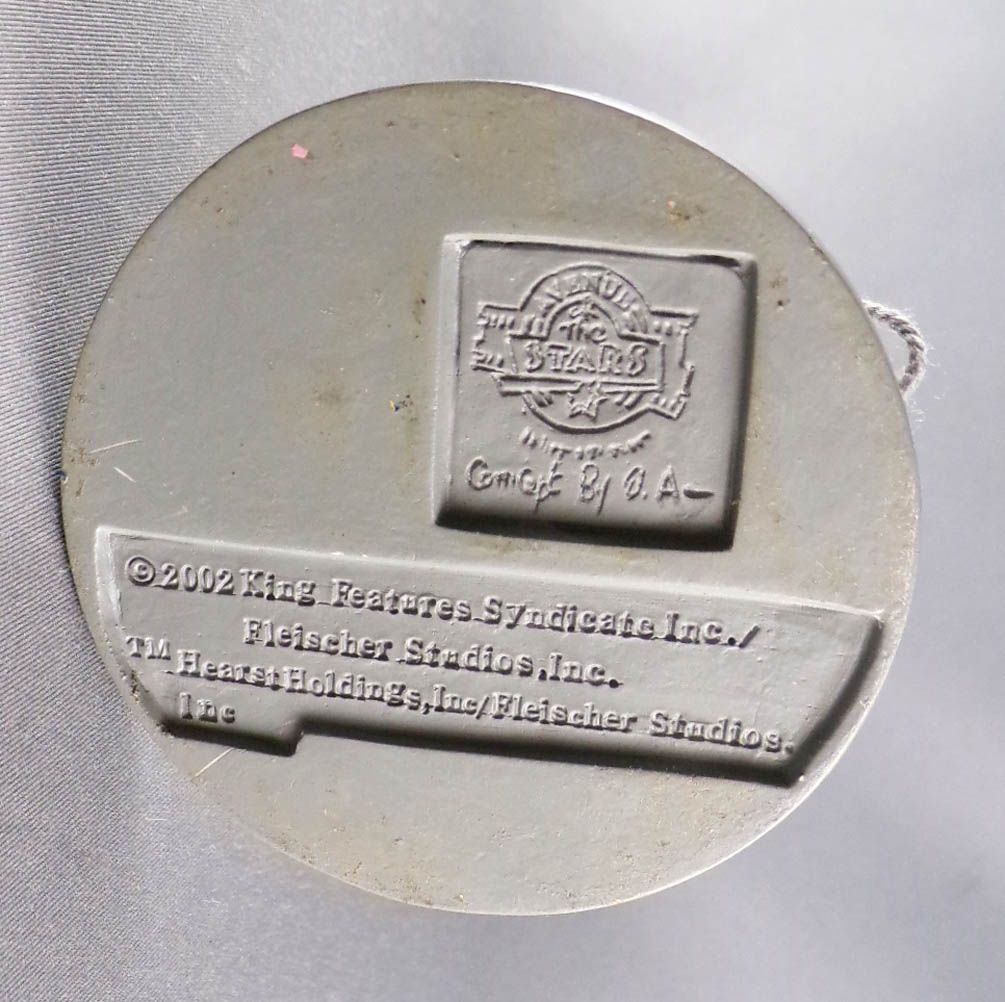 AVENUE
The
STARS
Concept By J.A
©2002 King Features Syndicate Inc./
Fleischer Studios,Inc.
TM Hearst Holdings,Inc/Fleischer Studios.
Inc